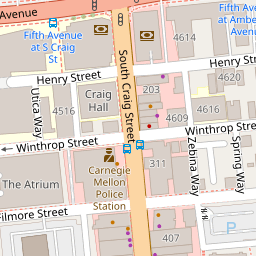 Avenue
Fifth Avenue
at S Craig
St
Fifth Avenue
at Ambe
Avenue
4614
South Craig Street
Henry Street
Henry Street
4620
203
Craig
Hall
4516
Utica Way
4616
4609
Winthrop Street
Winthrop Street
Carnegie
Mellon
Police
Station
311
Zebina Way
Spring Way
The Atrium
Filmore Street
407